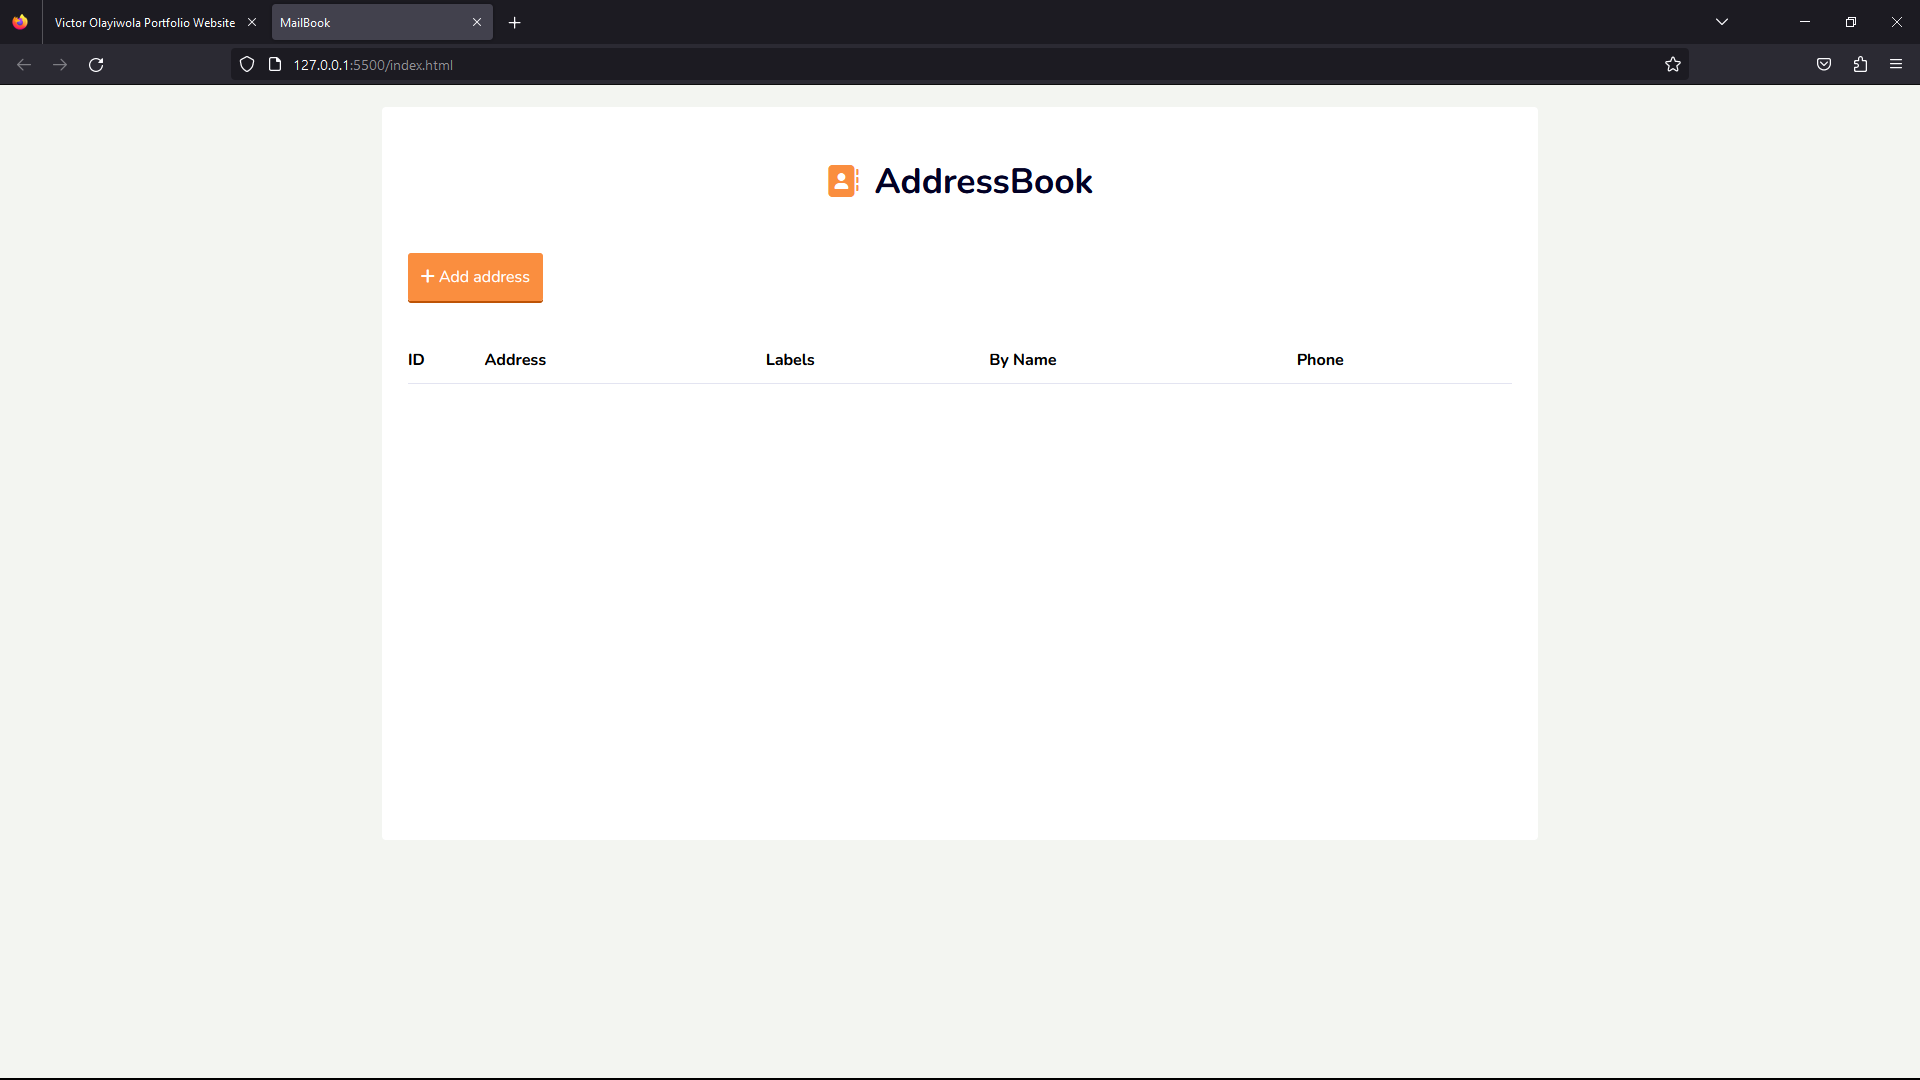 Victor Olayiwola Portfolio Website
MailBook
127.0.0.1:5500/index.html
AddressBook
+ Add address
ID Address Labels By Name Phone